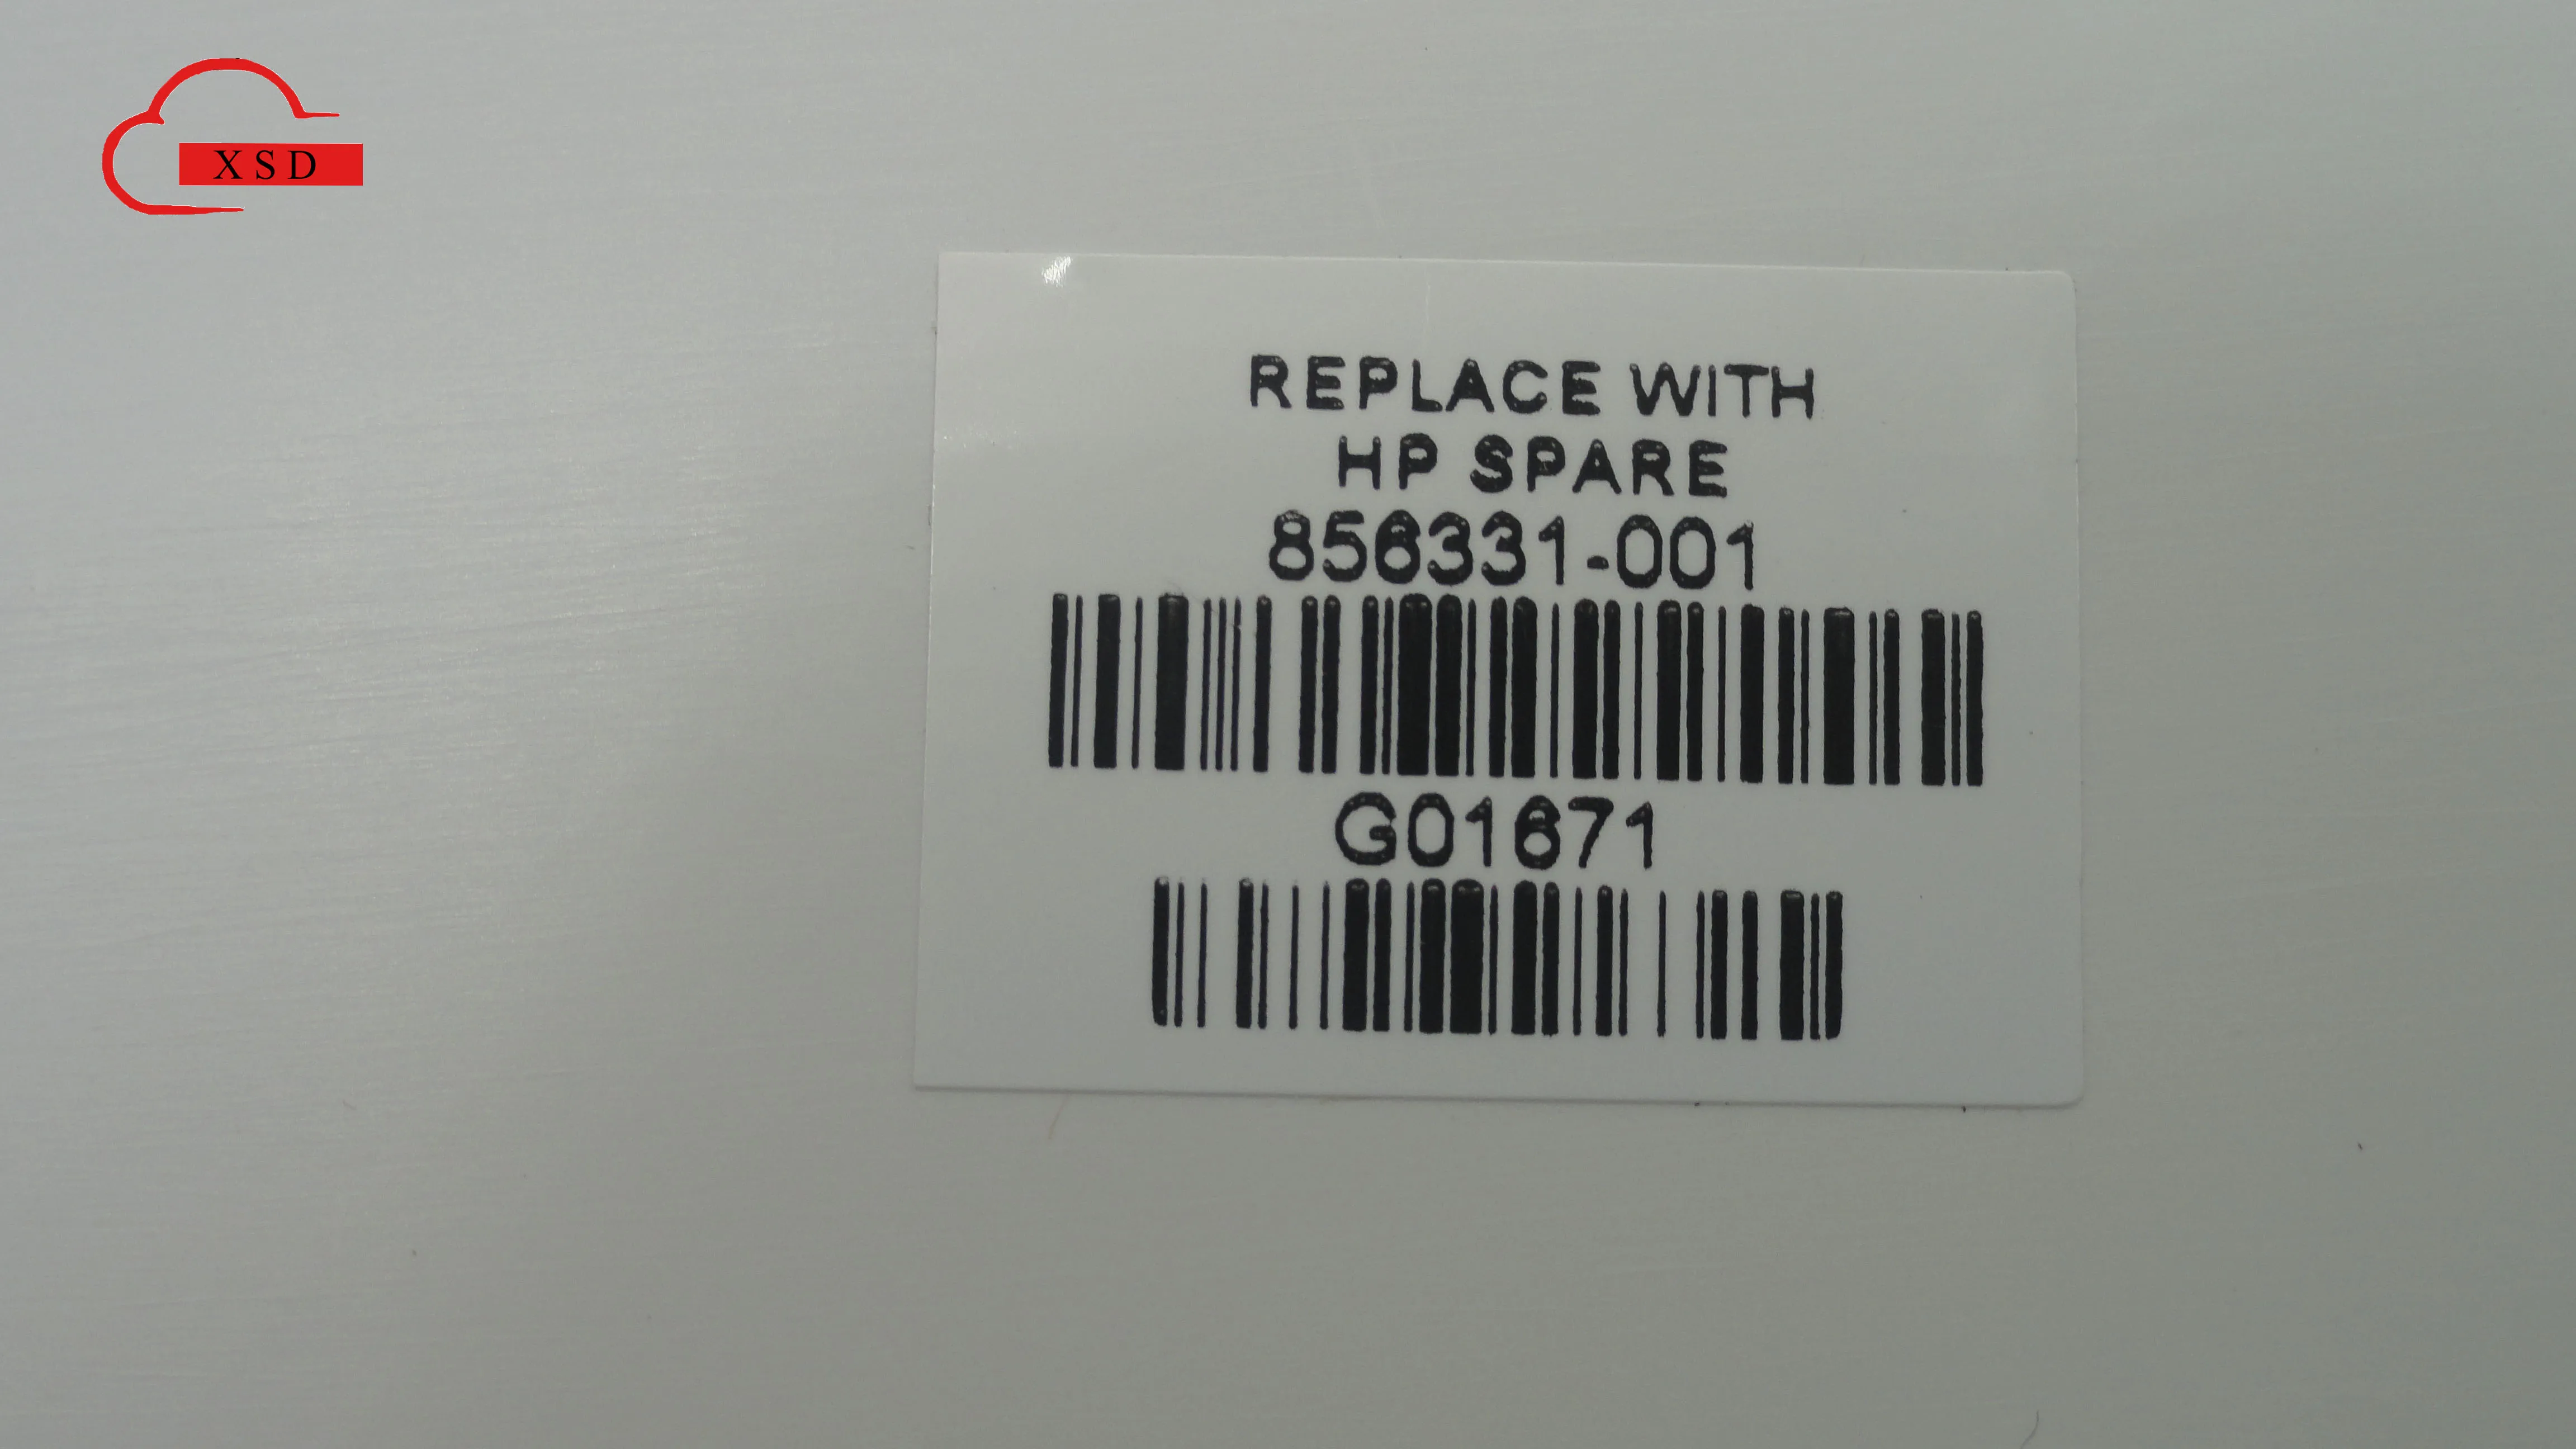 XSD
REPLACE WITH
HP SPARE
856331-001
G01671